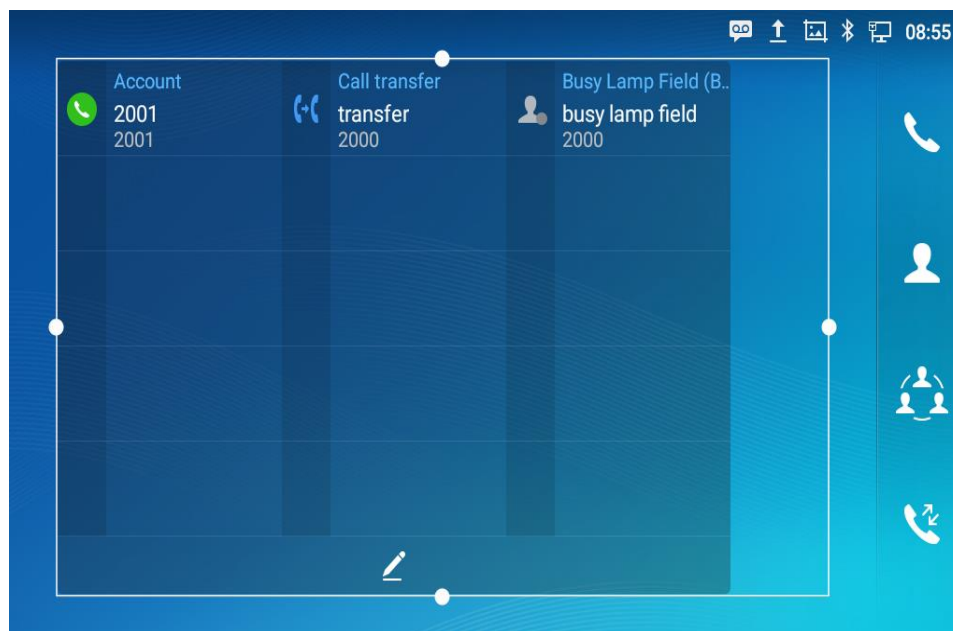 08:55
Account
2001
2001
Call transfer
transfer
2000
Busy Lamp Field (B..
busy lamp field
2000